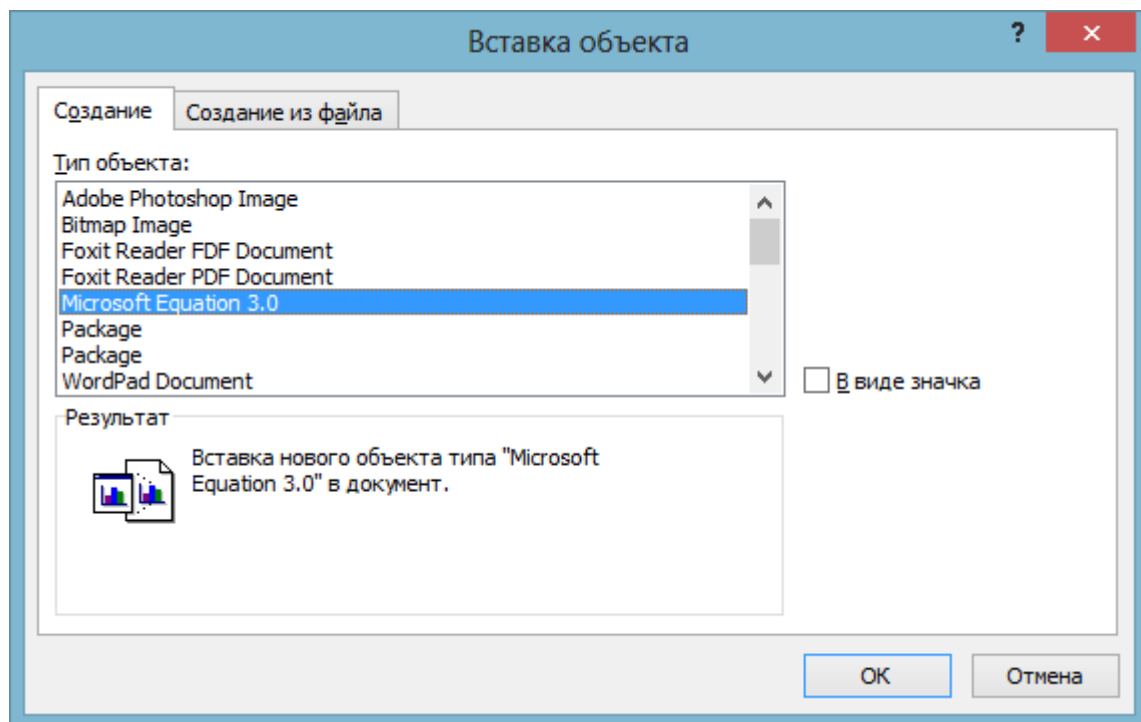 Вставка объекта
?
Создание
Создание из файла
Тип объекта:
Adobe Photoshop Image
Bitmap Image
Foxit Reader FDF Document
Foxit Reader PDF Document
Microsoft Equation 3.0
Package
Package
WordPad Document
В виде значка
Результат
Вставка нового объекта типа "Microsoft
Equation 3.0" в документ.
ОК
Отмена